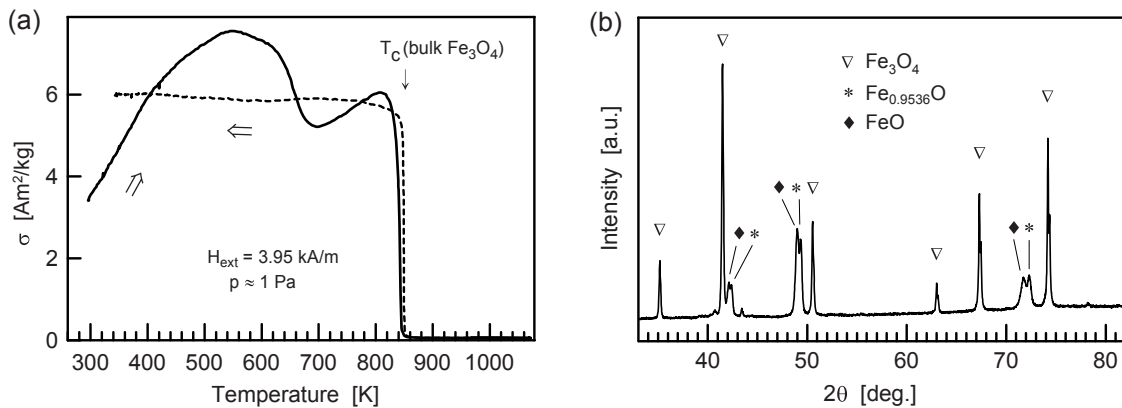 (a)
T_C (bulk Fe₃O₄)
σ [Am²/kg]
6
4
2
0
H_ext = 3.95 kA/m
p ≈ 1 Pa
300 400 500 600 700 800 900 1000
Temperature [K]
(b)
▽ Fe₃O₄
* Fe₀.₉₅₃₆O
◆ FeO
Intensity [a.u.]
40 50 60 70 80
2θ [deg.]